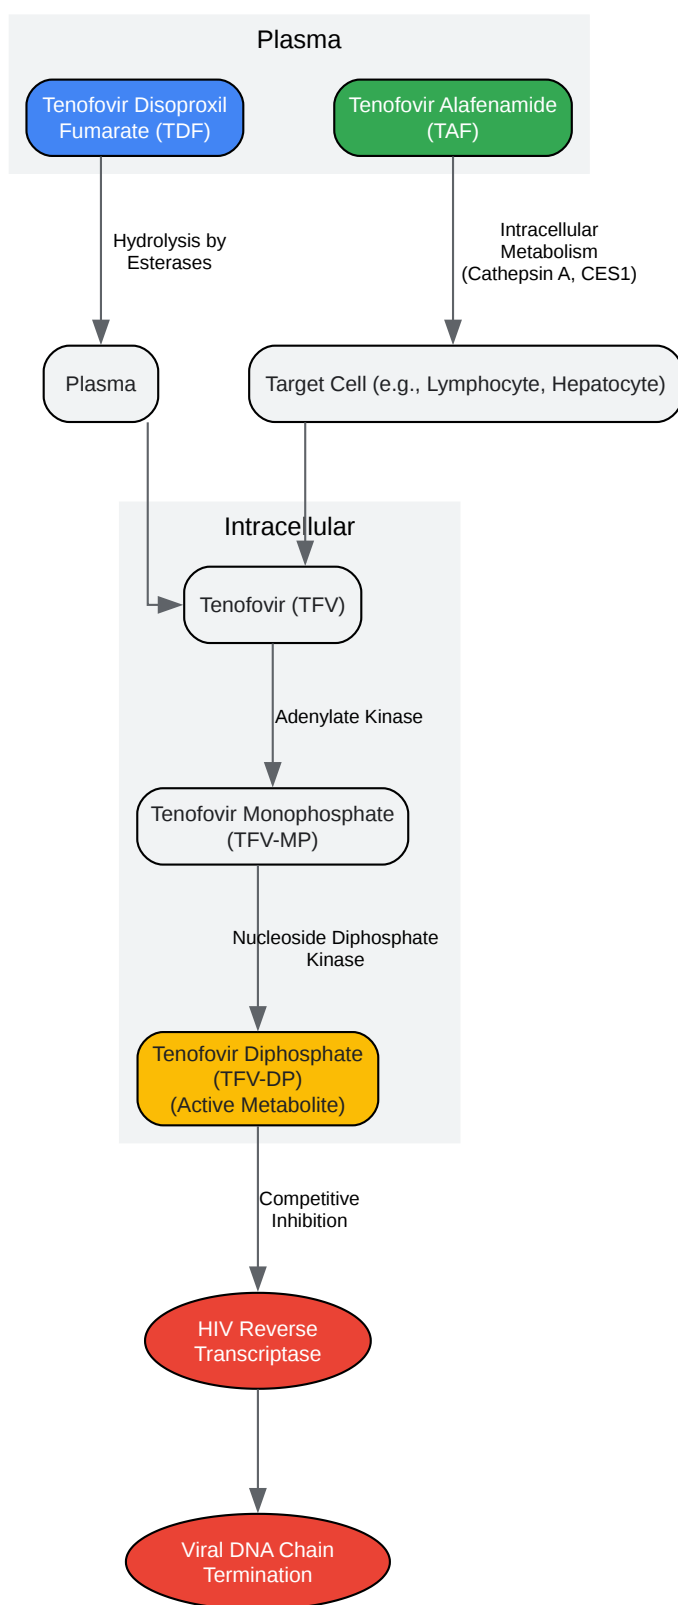 Plasma
Tenofovir Disoproxil
Fumarate (TDF)
Tenofovir Alafenamide
(TAF)
Hydrolysis by
Esterases
Intracellular
Metabolism
(Cathepsin A, CES1)
Plasma
Target Cell (e.g., Lymphocyte, Hepatocyte)
Intracellular
Tenofovir (TFV)
Adenylate Kinase
Tenofovir Monophosphate
(TFV-MP)
Nucleoside Diphosphate
Kinase
Tenofovir Diphosphate
(TFV-DP)
(Active Metabolite)
Competitive
Inhibition
HIV Reverse
Transcriptase
Viral DNA Chain
Termination